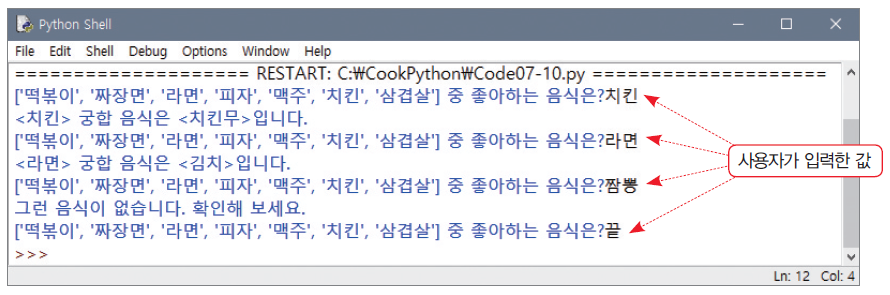 Python Shell
File Edit Shell Debug Options Window Help
==================== RESTART: C:₩CookPython₩Code07-10.py ====================
['떡볶이', '짜장면', '라면', '피자', '맥주', '치킨', '삼겹살'] 중 좋아하는 음식은?치킨
<치킨> 궁합 음식은 <치킨무>입니다.
['떡볶이', '짜장면', '라면', '피자', '맥주', '치킨', '삼겹살'] 중 좋아하는 음식은?라면
<라면> 궁합 음식은 <김치>입니다.
['떡볶이', '짜장면', '라면', '피자', '맥주', '치킨', '삼겹살'] 중 좋아하는 음식은?짬뽕
그런 음식이 없습니다. 확인해 보세요.
['떡볶이', '짜장면', '라면', '피자', '맥주', '치킨', '삼겹살'] 중 좋아하는 음식은?끝
>>>
사용자가 입력한 값
Ln: 12 Col: 4